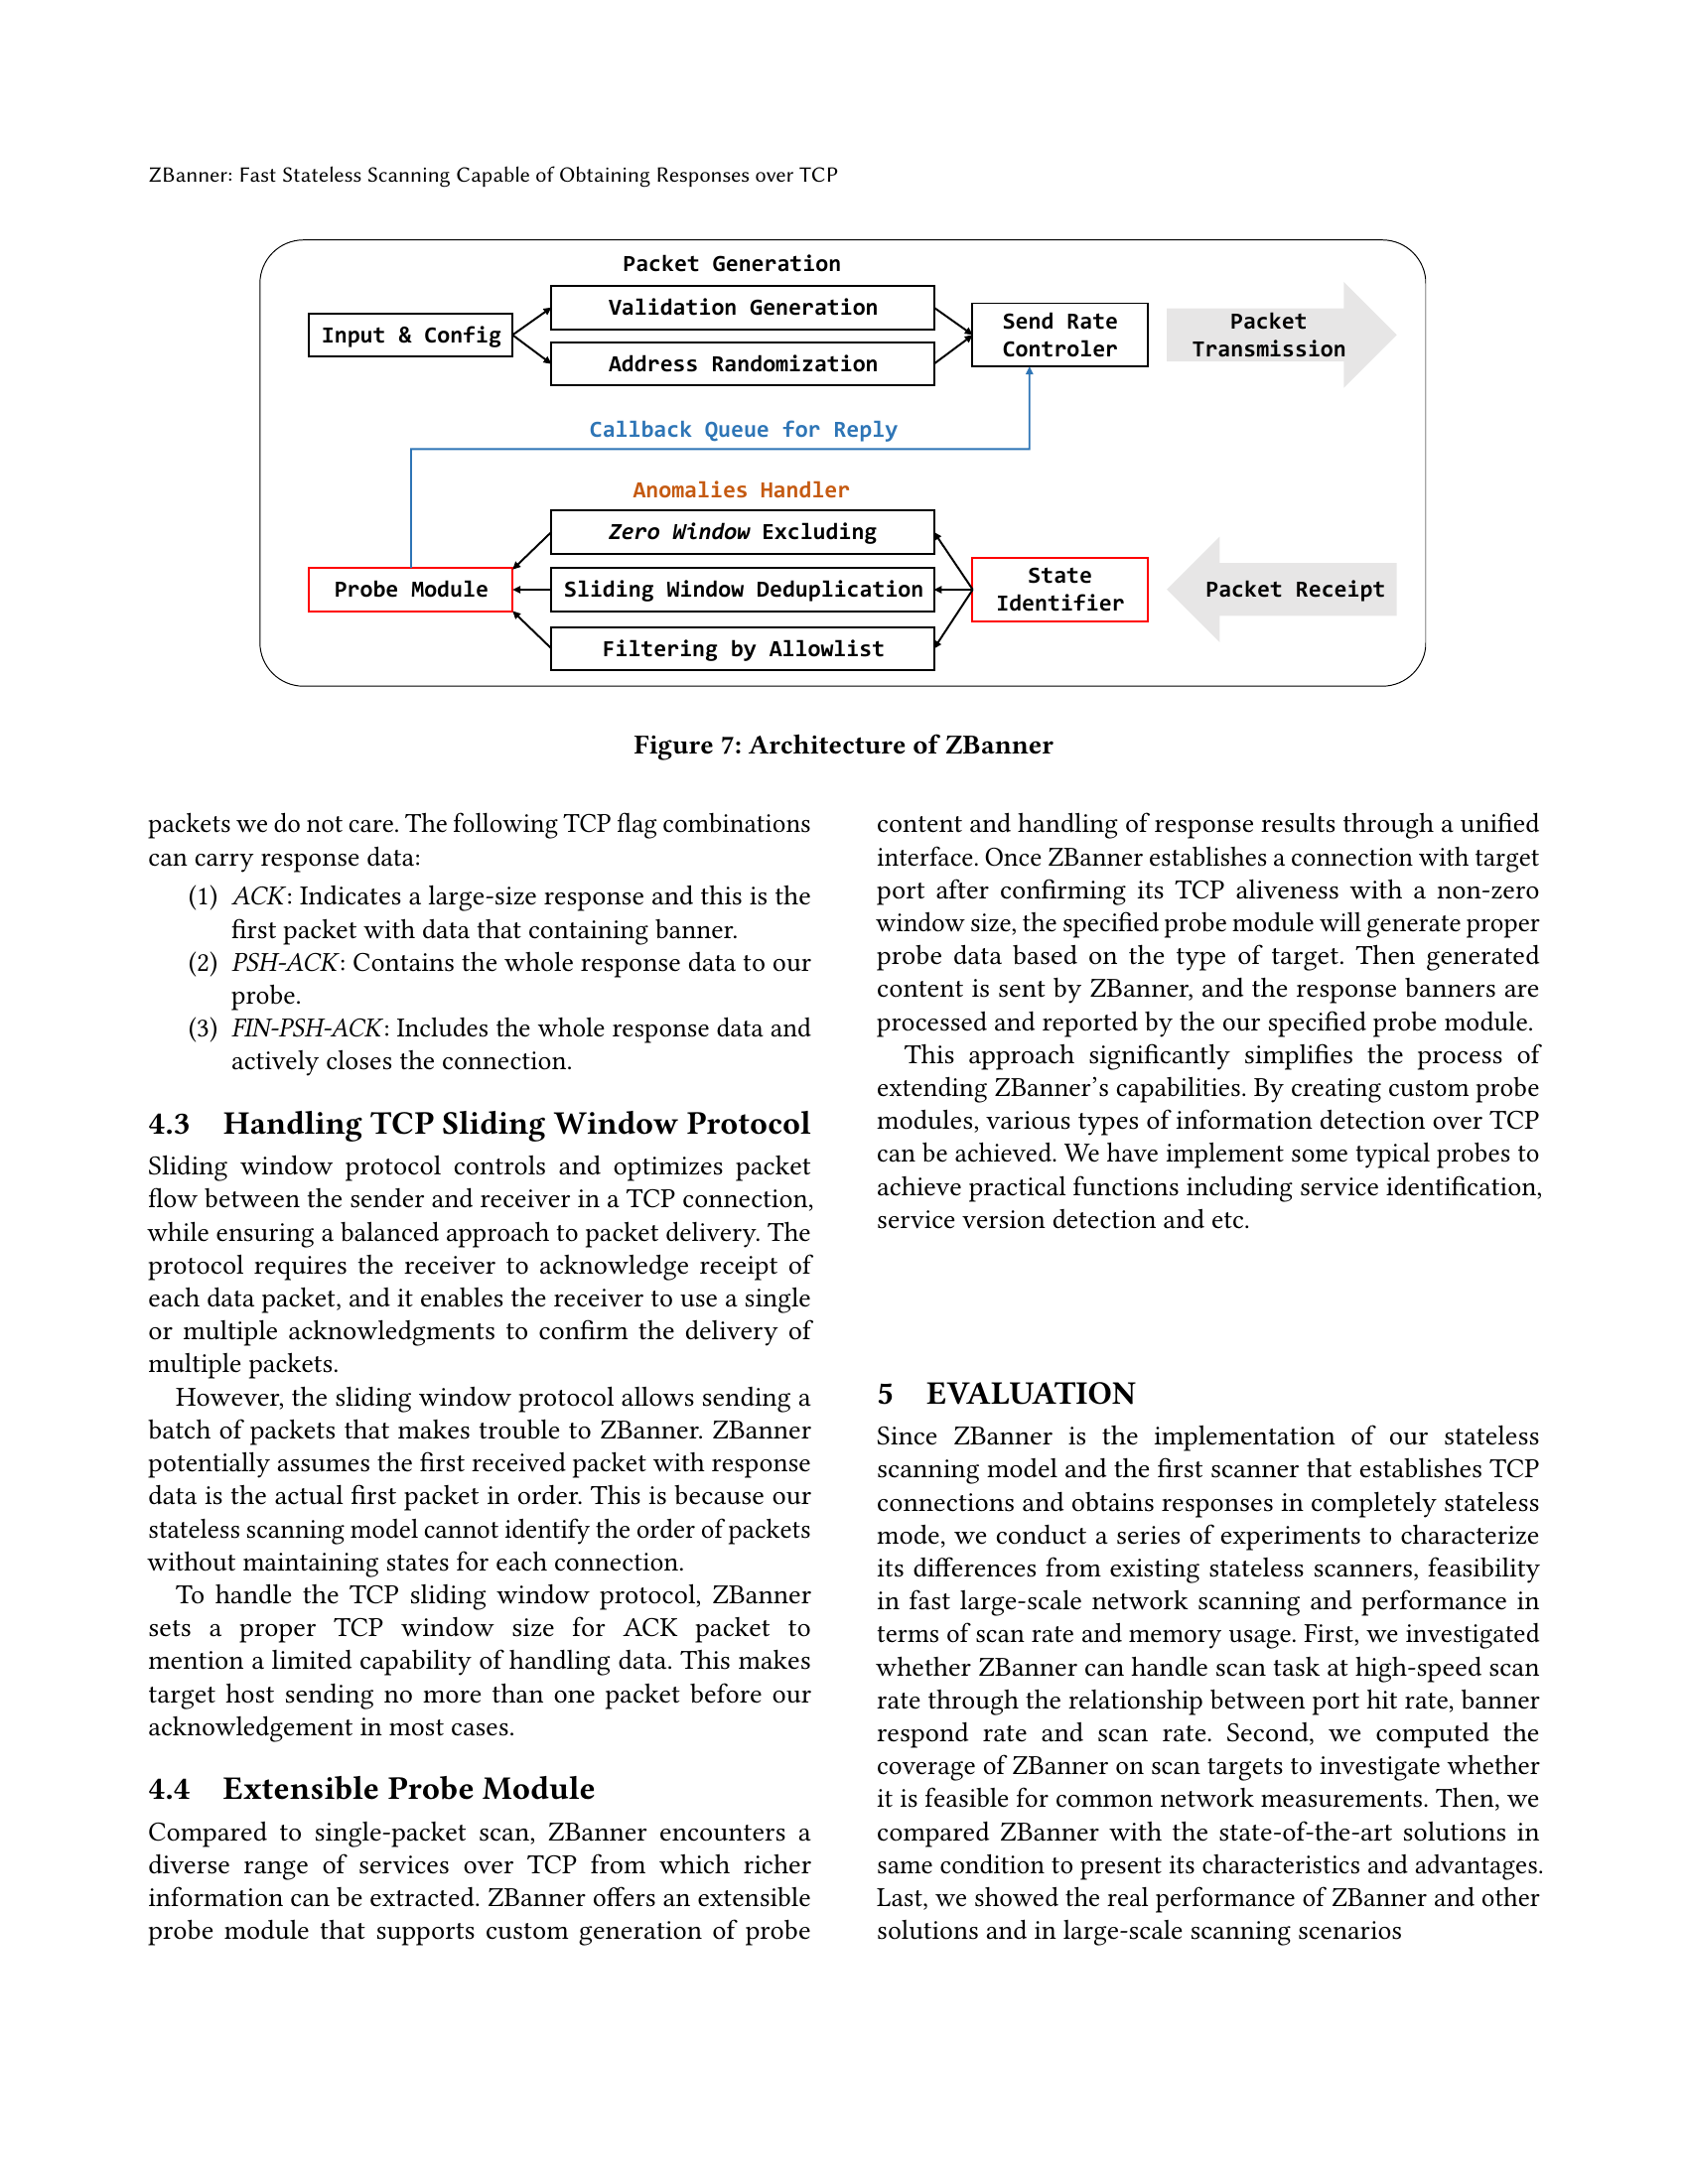 ZBanner: Fast Stateless Scanning Capable of Obtaining Responses over TCP
Packet Generation
Validation Generation
Input & Config
Address Randomization
Send Rate
Controler
Packet
Transmission
Callback Queue for Reply
Anomalies Handler
Zero Window Excluding
Probe Module
Sliding Window Deduplication
State
Identifier
Packet Receipt
Filtering by Allowlist
Figure 7: Architecture of ZBanner
packets we do not care. The following TCP flag combinations
can carry response data:
(1) ACK: Indicates a large-size response and this is the
first packet with data that containing banner.
(2) PSH-ACK: Contains the whole response data to our
probe.
(3) FIN-PSH-ACK: Includes the whole response data and
actively closes the connection.
4.3 Handling TCP Sliding Window Protocol
Sliding window protocol controls and optimizes packet
flow between the sender and receiver in a TCP connection,
while ensuring a balanced approach to packet delivery. The
protocol requires the receiver to acknowledge receipt of
each data packet, and it enables the receiver to use a single
or multiple acknowledgments to confirm the delivery of
multiple packets.
However, the sliding window protocol allows sending a
batch of packets that makes trouble to ZBanner. ZBanner
potentially assumes the first received packet with response
data is the actual first packet in order. This is because our
stateless scanning model cannot identify the order of packets
without maintaining states for each connection.
To handle the TCP sliding window protocol, ZBanner
sets a proper TCP window size for ACK packet to
mention a limited capability of handling data. This makes
target host sending no more than one packet before our
acknowledgement in most cases.
4.4 Extensible Probe Module
Compared to single-packet scan, ZBanner encounters a
diverse range of services over TCP from which richer
information can be extracted. ZBanner offers an extensible
probe module that supports custom generation of probe
content and handling of response results through a unified
interface. Once ZBanner establishes a connection with target
port after confirming its TCP aliveness with a non-zero
window size, the specified probe module will generate proper
probe data based on the type of target. Then generated
content is sent by ZBanner, and the response banners are
processed and reported by the our specified probe module.
This approach significantly simplifies the process of
extending ZBanner's capabilities. By creating custom probe
modules, various types of information detection over TCP
can be achieved. We have implement some typical probes to
achieve practical functions including service identification,
service version detection and etc.
5 EVALUATION
Since ZBanner is the implementation of our stateless
scanning model and the first scanner that establishes TCP
connections and obtains responses in completely stateless
mode, we conduct a series of experiments to characterize
its differences from existing stateless scanners, feasibility
in fast large-scale network scanning and performance in
terms of scan rate and memory usage. First, we investigated
whether ZBanner can handle scan task at high-speed scan
rate through the relationship between port hit rate, banner
respond rate and scan rate. Second, we computed the
coverage of ZBanner on scan targets to investigate whether
it is feasible for common network measurements. Then, we
compared ZBanner with the state-of-the-art solutions in
same condition to present its characteristics and advantages.
Last, we showed the real performance of ZBanner and other
solutions and in large-scale scanning scenarios